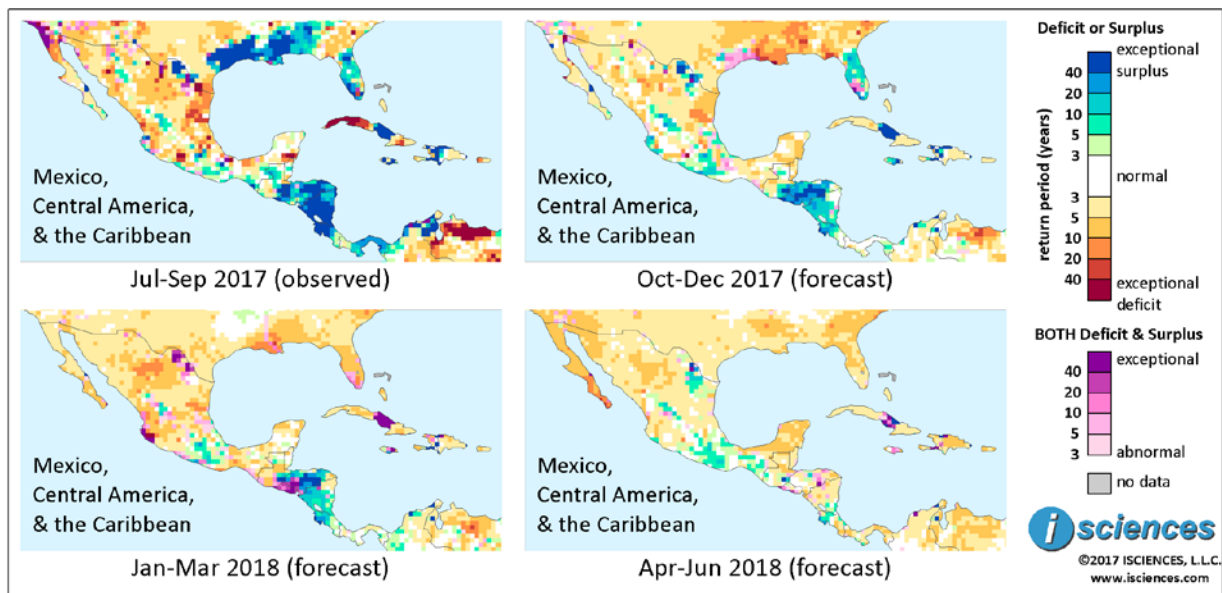 Mexico,
Central America,
& the Caribbean
Jul-Sep 2017 (observed)
Mexico,
Central America,
& the Caribbean
Oct-Dec 2017 (forecast)
Mexico,
Central America,
& the Caribbean
Jan-Mar 2018 (forecast)
Mexico,
Central America,
& the Caribbean
Apr-Jun 2018 (forecast)
Deficit or Surplus
return period (years)
exceptional
surplus
40
20
10
5
3
normal
3
5
10
20
40
exceptional
deficit
BOTH Deficit & Surplus
exceptional
40
20
10
5
3
abnormal
no data
i sciences
©2017 ISCIENCES, L.L.C.
www.isciences.com